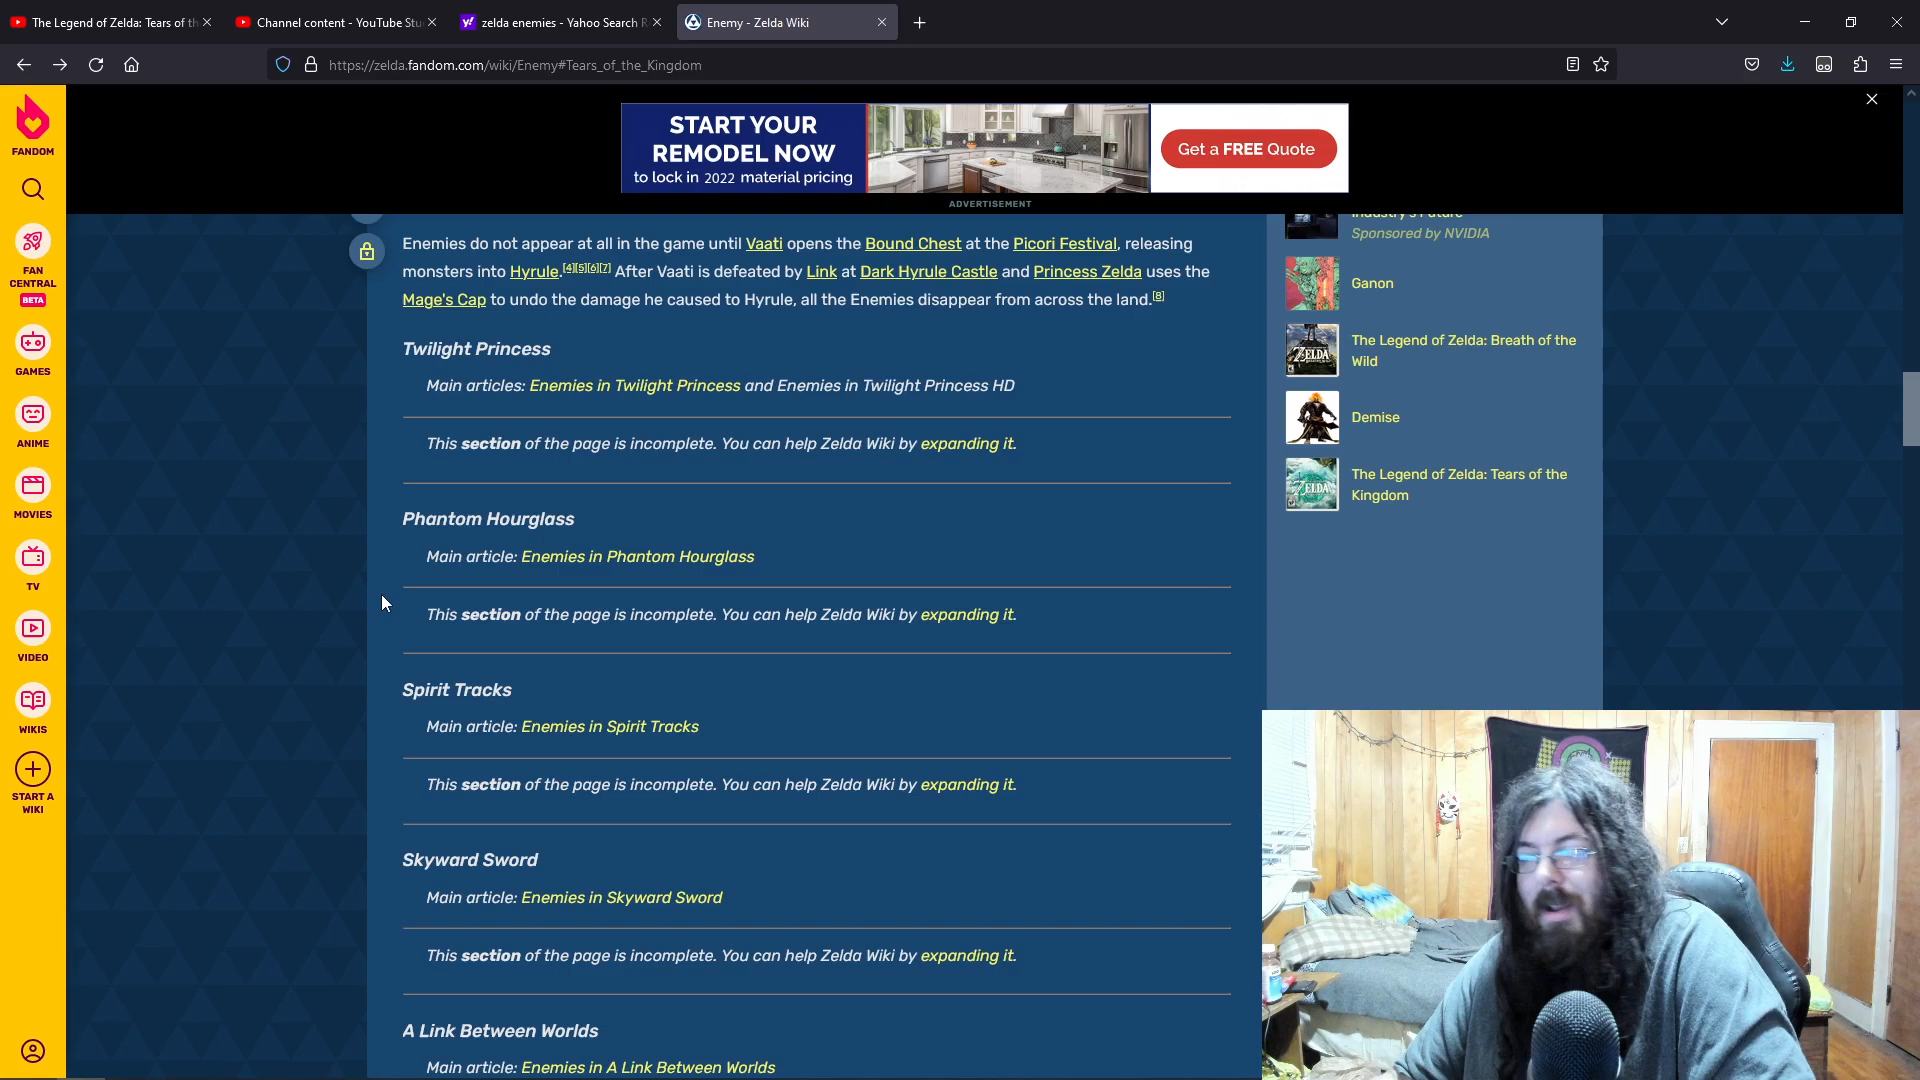 The Legend of Zelda: Tears of th
Channel content - YouTube Stu
zelda enemies - Yahoo Search R
Enemy - Zelda Wiki
https://zelda.fandom.com/wiki/Enemy#Tears_of_the_Kingdom
START YOUR
REMODEL NOW
to lock in 2022 material pricing
Get a FREE Quote
ADVERTISEMENT
FANDOM
FAN
CENTRAL
BETA
GAMES
ANIME
MOVIES
TV
VIDEO
WIKIS
START A
WIKI
Enemies do not appear at all in the game until Vaati opens the Bound Chest at the Picori Festival, releasing
monsters into Hyrule.[4][5][6][7] After Vaati is defeated by Link at Dark Hyrule Castle and Princess Zelda uses the
Mage's Cap to undo the damage he caused to Hyrule, all the Enemies disappear from across the land.[8]
Twilight Princess
Main articles: Enemies in Twilight Princess and Enemies in Twilight Princess HD
This section of the page is incomplete. You can help Zelda Wiki by expanding it.
Phantom Hourglass
Main article: Enemies in Phantom Hourglass
This section of the page is incomplete. You can help Zelda Wiki by expanding it.
Spirit Tracks
Main article: Enemies in Spirit Tracks
This section of the page is incomplete. You can help Zelda Wiki by expanding it.
Skyward Sword
Main article: Enemies in Skyward Sword
This section of the page is incomplete. You can help Zelda Wiki by expanding it.
A Link Between Worlds
Main article: Enemies in A Link Between Worlds
Industry's Future
Sponsored by NVIDIA
Ganon
ZELDA
The Legend of Zelda: Breath of the
Wild
Demise
ZELDA
The Legend of Zelda: Tears of the
Kingdom